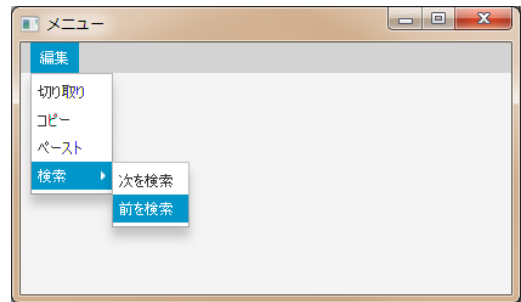 メニュー
編集
切り取り
コピー
ペースト
検索
次を検索
前を検索